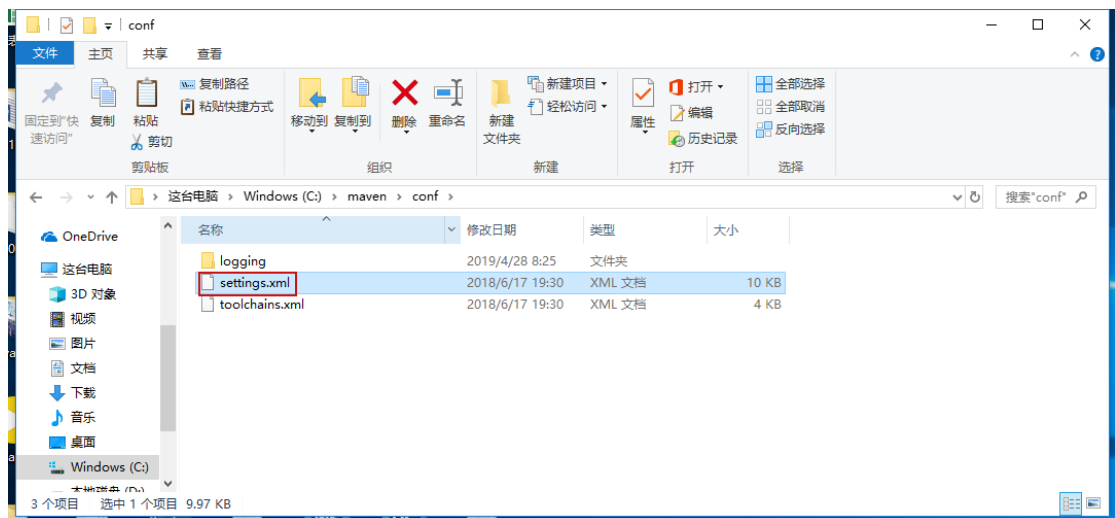 conf
文件 主页 共享 查看
固定到"快速访问"
复制
粘贴
复制路径
粘贴快捷方式
剪切
剪贴板
移动到
复制到
删除
重命名
组织
新建
文件夹
新建项目
轻松访问
新建
属性
打开
编辑
历史记录
打开
全部选择
全部取消
反向选择
选择
这台电脑 > Windows (C:) > maven > conf >
搜索"conf"
名称 修改日期 类型 大小
logging 2019/4/28 8:25 文件夹
settings.xml 2018/6/17 19:30 XML 文档 10 KB
toolchains.xml 2018/6/17 19:30 XML 文档 4 KB
OneDrive
这台电脑
3D 对象
视频
图片
文档
下载
音乐
桌面
Windows (C:)
本地磁盘 (D:)
3 个项目 选中 1 个项目 9.97 KB